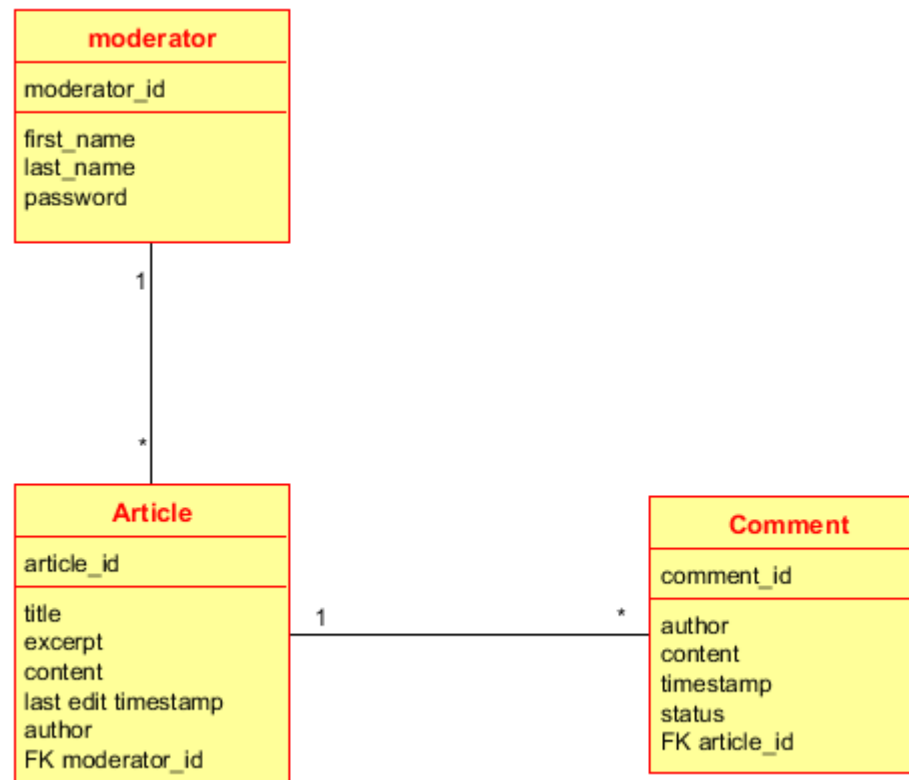 moderator
moderator_id
first_name
last_name
password
1
*
Article
article_id
title
excerpt
content
last edit timestamp
author
FK moderator_id
1
*
Comment
comment_id
author
content
timestamp
status
FK article_id